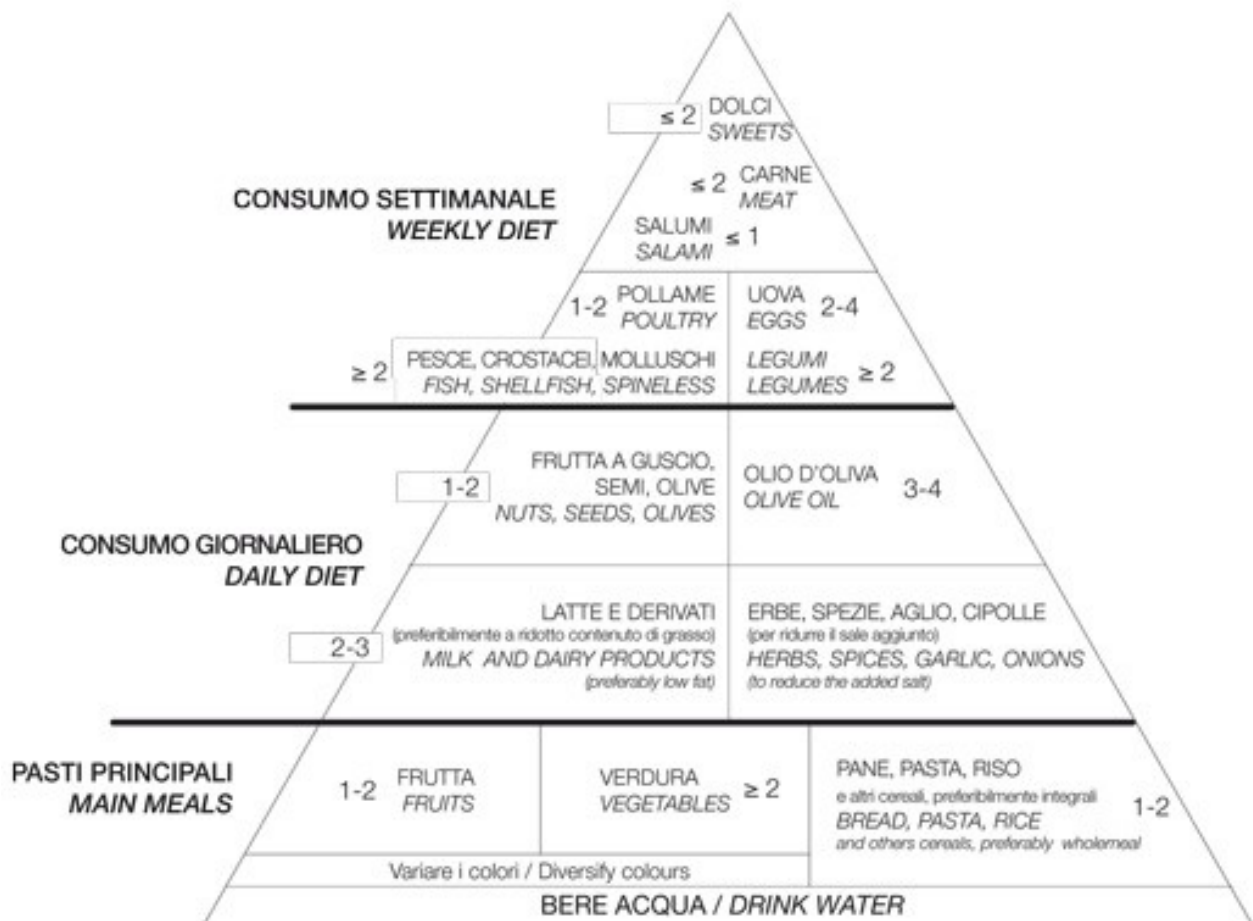 ≤ 2 DOLCI
SWEETS
≤ 2 CARNE
MEAT
CONSUMO SETTIMANALE
WEEKLY DIET
SALUMI
SALAMI ≤ 1
1-2 POLLAME
POULTRY
UOVA
EGGS 2-4
≥ 2 PESCE, CROSTACEI, MOLLUSCHI
FISH, SHELLFISH, SPINELESS
LEGUMI
LEGUMES ≥ 2
1-2 FRUTTA A GUSCIO,
SEMI, OLIVE
NUTS, SEEDS, OLIVES
OLIO D'OLIVA
OLIVE OIL 3-4
CONSUMO GIORNALIERO
DAILY DIET
2-3 LATTE E DERIVATI
(preferibilmente a ridotto contenuto di grasso)
MILK AND DAIRY PRODUCTS
(preferably low fat)
ERBE, SPEZIE, AGLIO, CIPOLLE
(per ridurre il sale aggiunto)
HERBS, SPICES, GARLIC, ONIONS
(to reduce the added salt)
PASTI PRINCIPALI
MAIN MEALS
1-2 FRUTTA
FRUITS
VERDURA
VEGETABLES ≥ 2
PANE, PASTA, RISO
e altri cereali, preferibilmente integrali
BREAD, PASTA, RICE 1-2
and others cereals, preferably wholemeal
Variare i colori / Diversify colours
BERE ACQUA / DRINK WATER